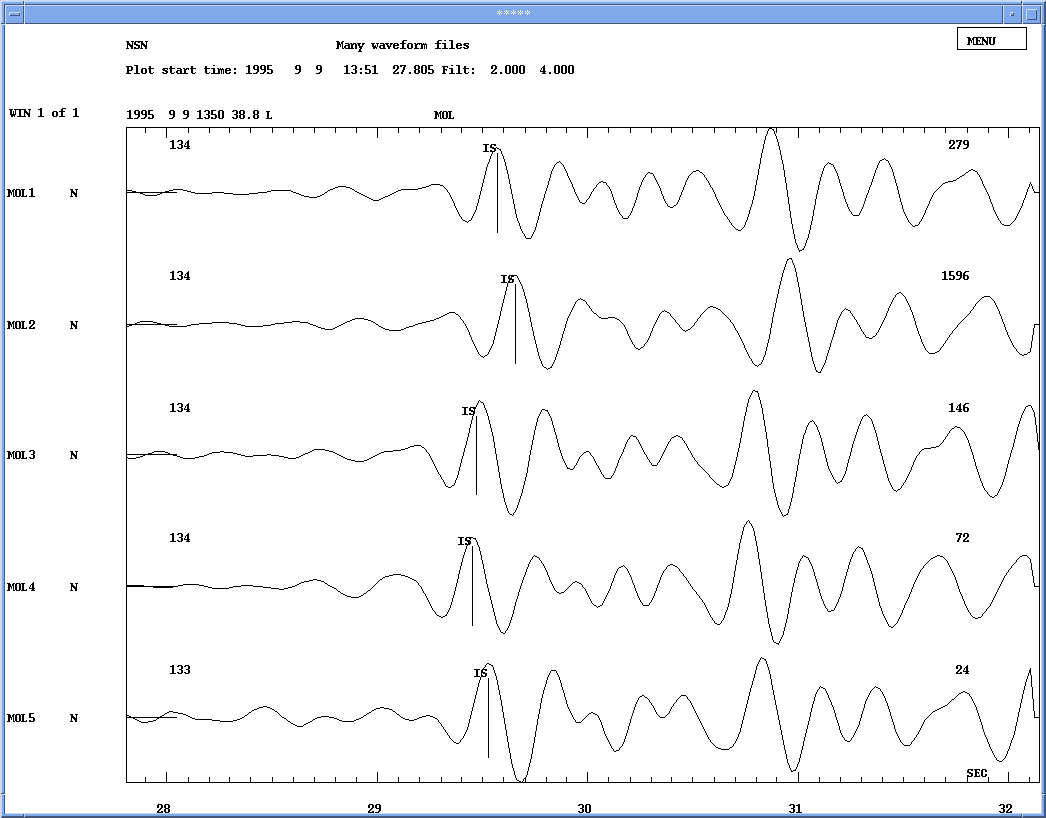 *****
MENU
NSN Many waveform files
Plot start time: 1995 9 9 13:51 27.805 Filt: 2.000 4.000
WIN 1 of 1 1995 9 9 1350 38.8 L MOL
134 IS 279
MOL1 N
134 IS 1596
MOL2 N
134 IS 146
MOL3 N
134 IS 72
MOL4 N
133 IS 24
MOL5 N
SEC
28 29 30 31 32